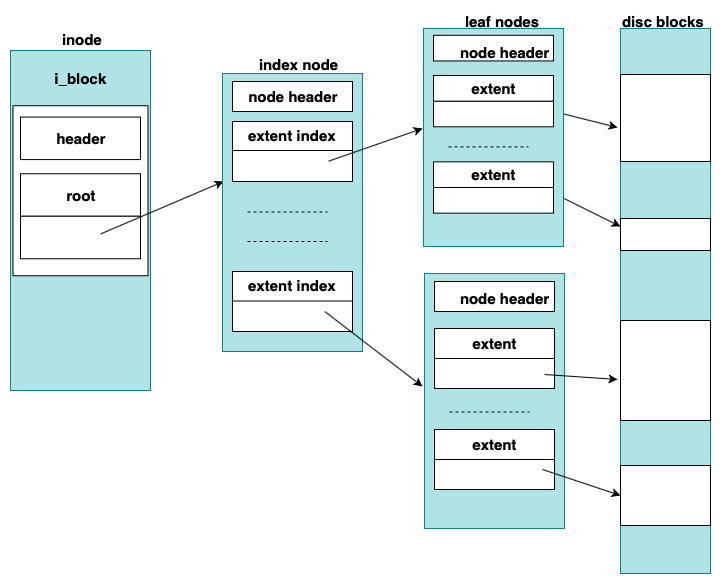 inode
i_block
header
root
index node
node header
extent index
extent index
leaf nodes
node header
extent
extent
node header
extent
extent
disc blocks